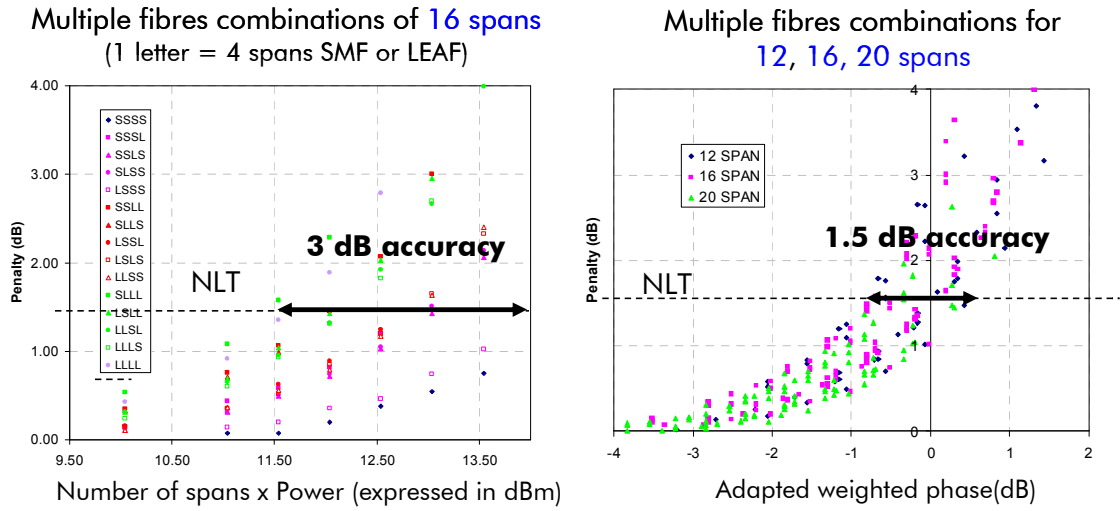 Multiple fibres combinations of 16 spans
(1 letter = 4 spans SMF or LEAF)
4.00
3.00
2.00
1.00
0.00
Penalty (dB)
SSSS
SSSL
SSLS
SLSS
LSSS
SSLL
SLLS
LSSL
LSLS
LLSS
SLLL
LSLL
LLSL
LLLS
LLLL
3 dB accuracy
NLT
9.50
10.50
11.50
12.50
13.50
Number of spans x Power (expressed in dBm)
Multiple fibres combinations for
12, 16, 20 spans
4
3
2
1
0
Penalty (dB)
12 SPAN
16 SPAN
20 SPAN
1.5 dB accuracy
NLT
-4
-3
-2
-1
0
1
2
Adapted weighted phase(dB)